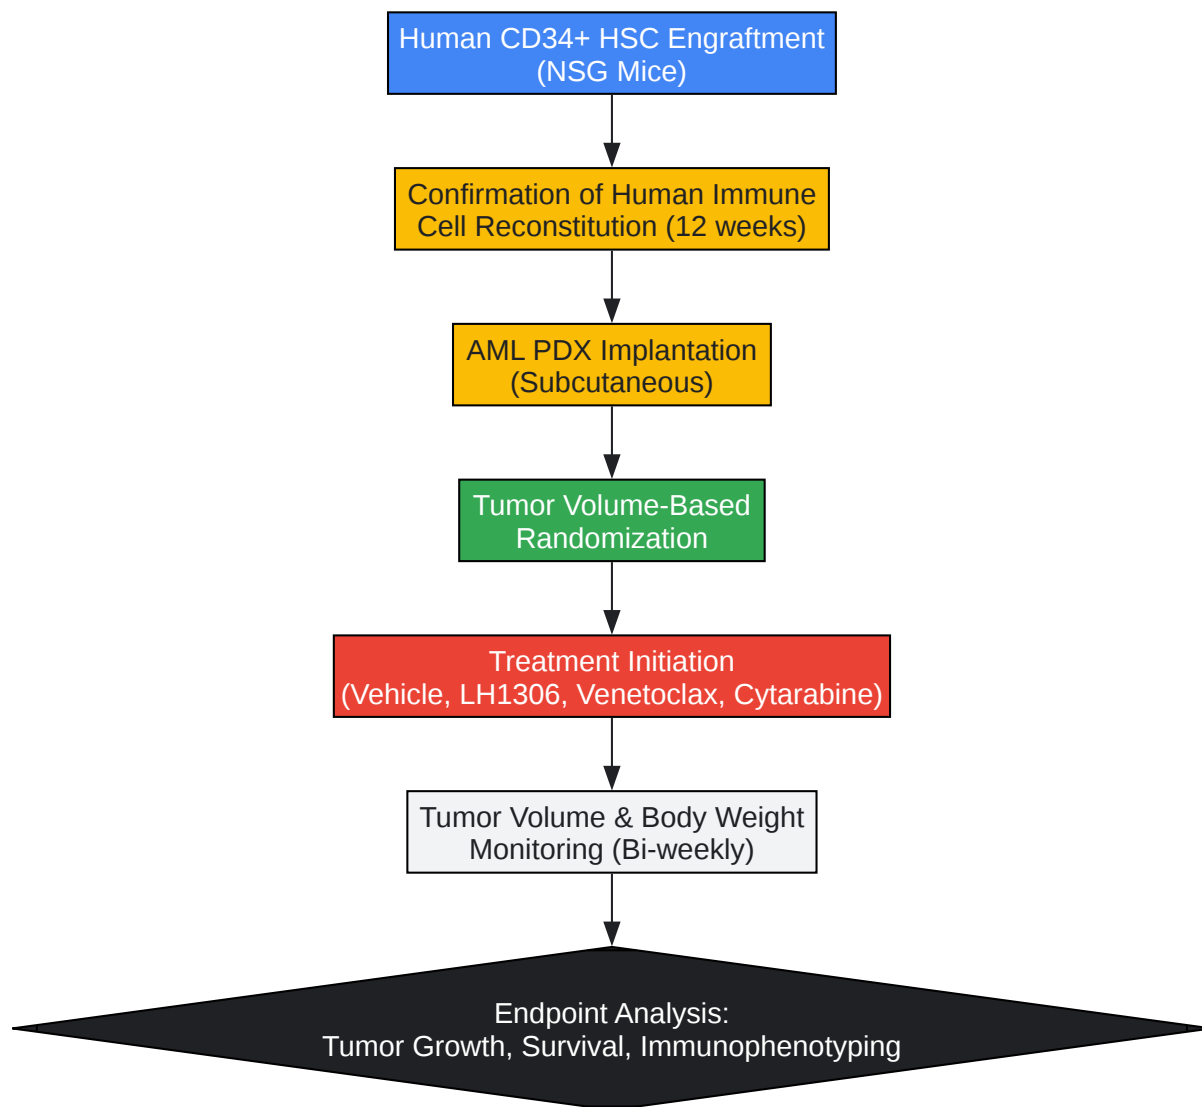 Human CD34+ HSC Engraftment
(NSG Mice)
Confirmation of Human Immune
Cell Reconstitution (12 weeks)
AML PDX Implantation
(Subcutaneous)
Tumor Volume-Based
Randomization
Treatment Initiation
(Vehicle, LH1306, Venetoclax, Cytarabine)
Tumor Volume & Body Weight
Monitoring (Bi-weekly)
Endpoint Analysis:
Tumor Growth, Survival, Immunophenotyping